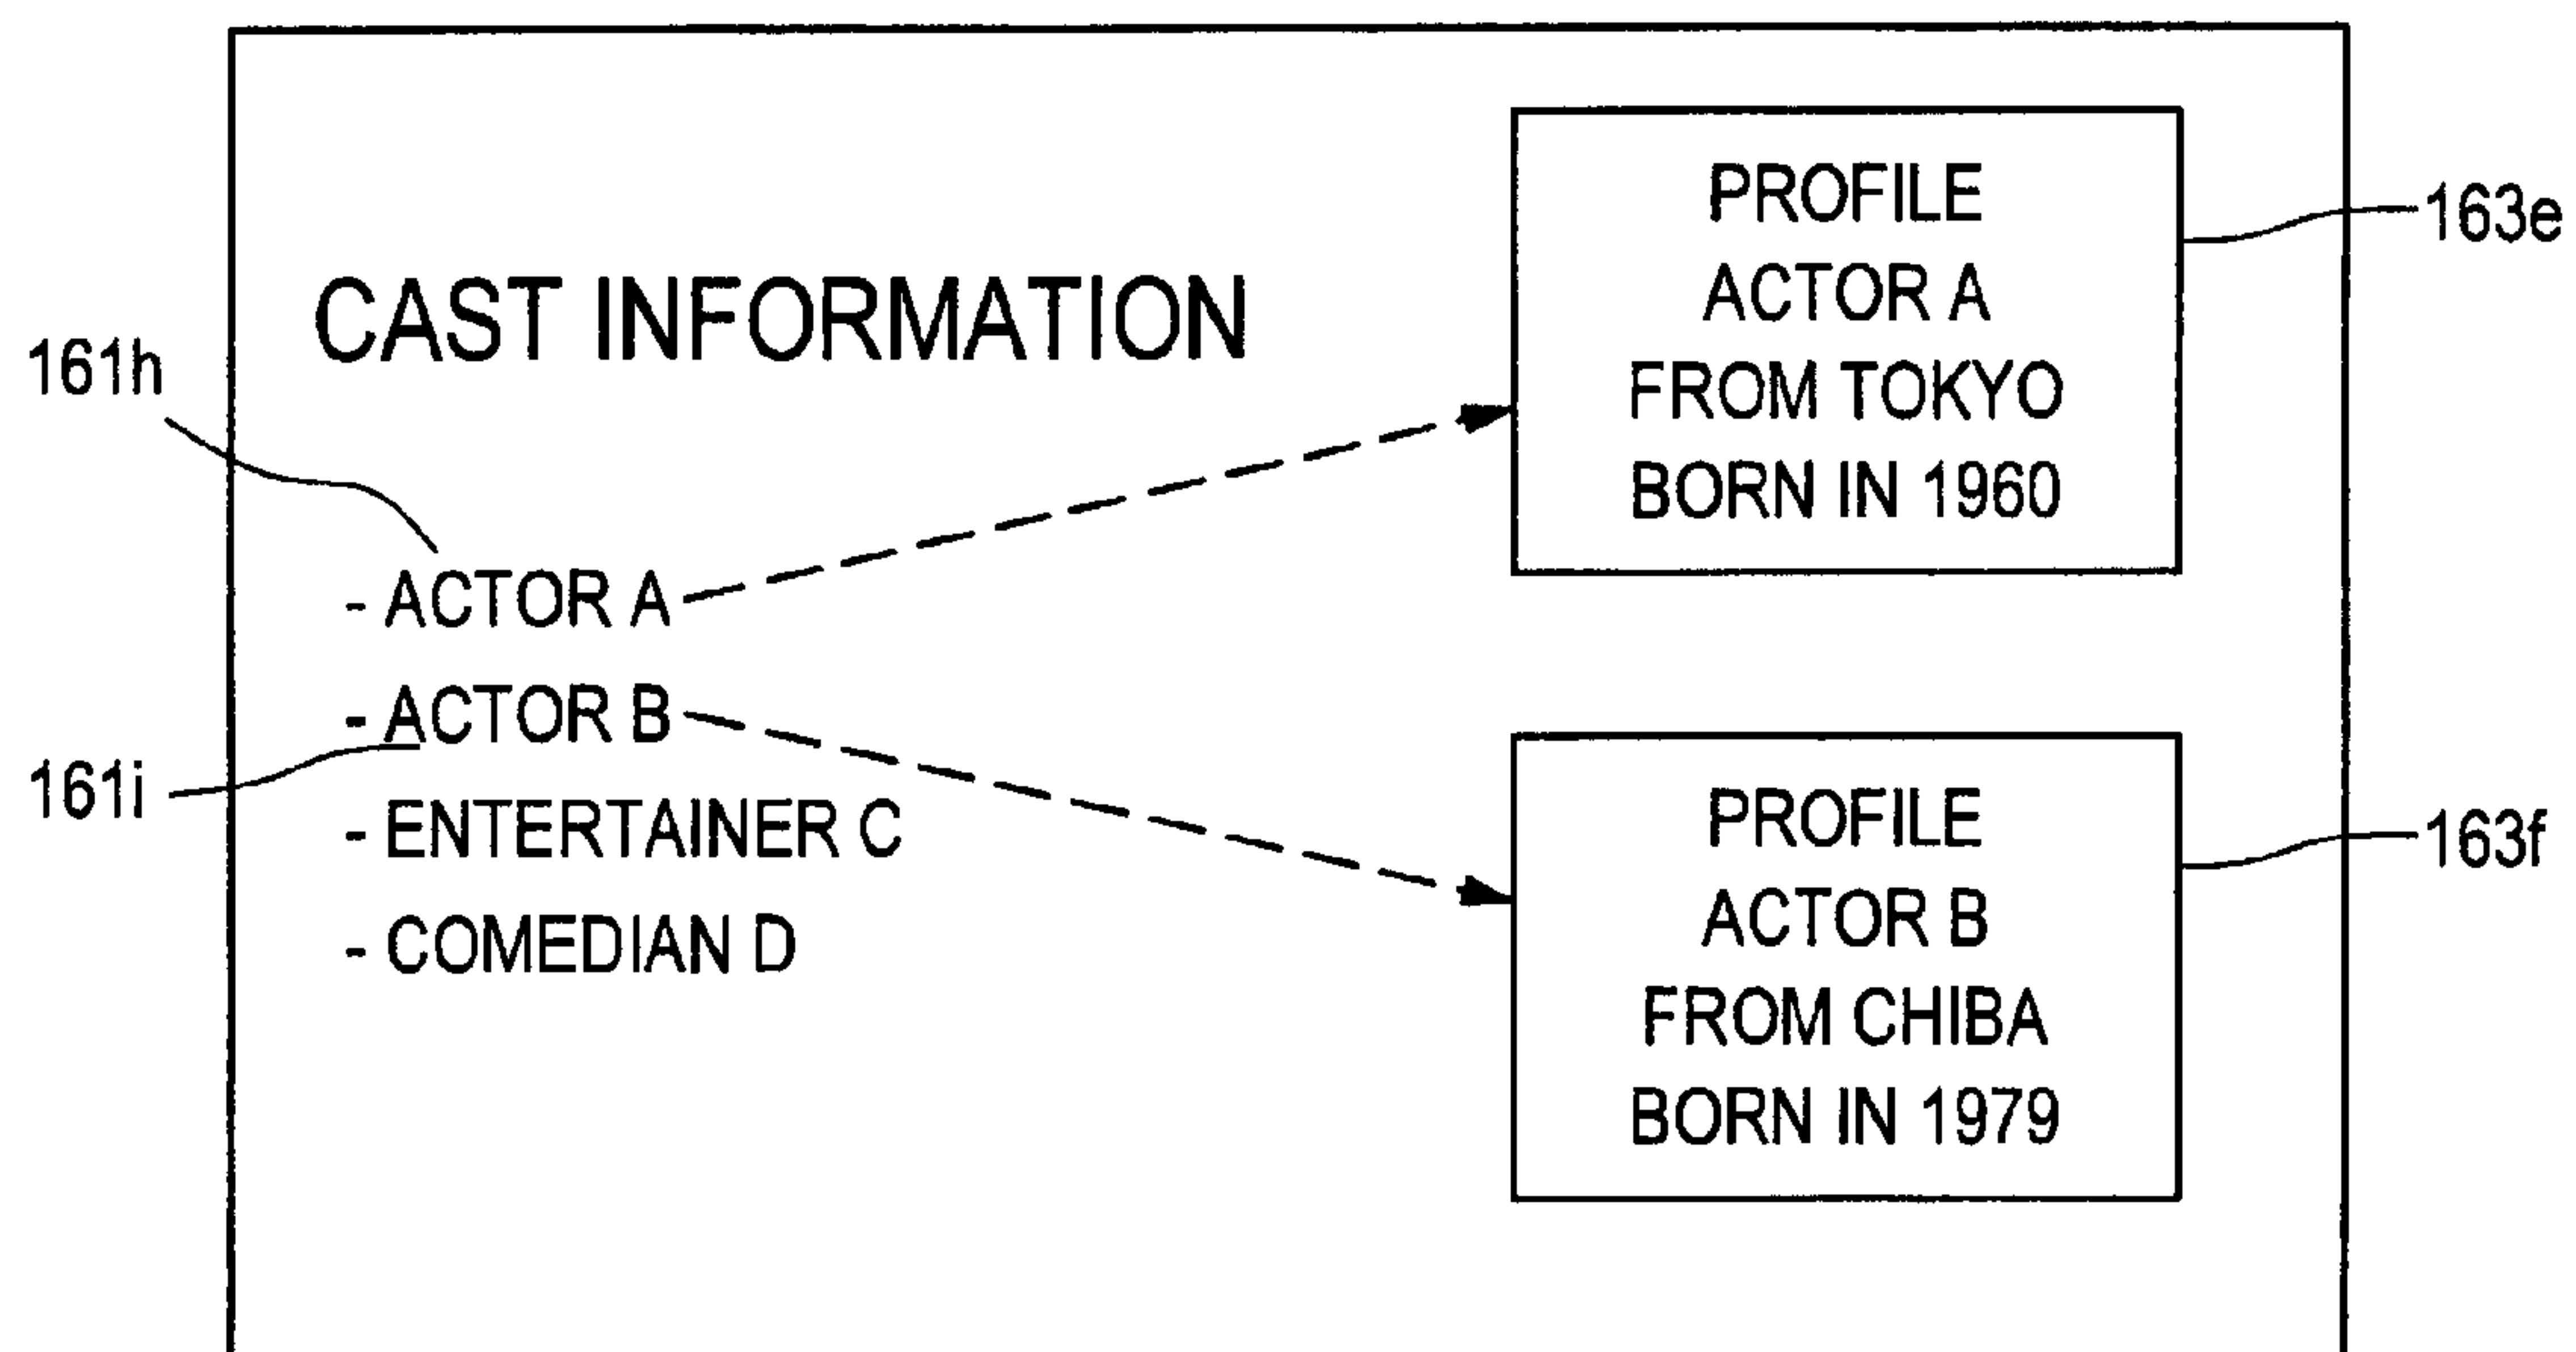 CAST INFORMATION
161h
- ACTOR A
- ACTOR B
161i
- ENTERTAINER C
- COMEDIAN D
PROFILE
ACTOR A
FROM TOKYO
BORN IN 1960
163e
PROFILE
ACTOR B
FROM CHIBA
BORN IN 1979
163f